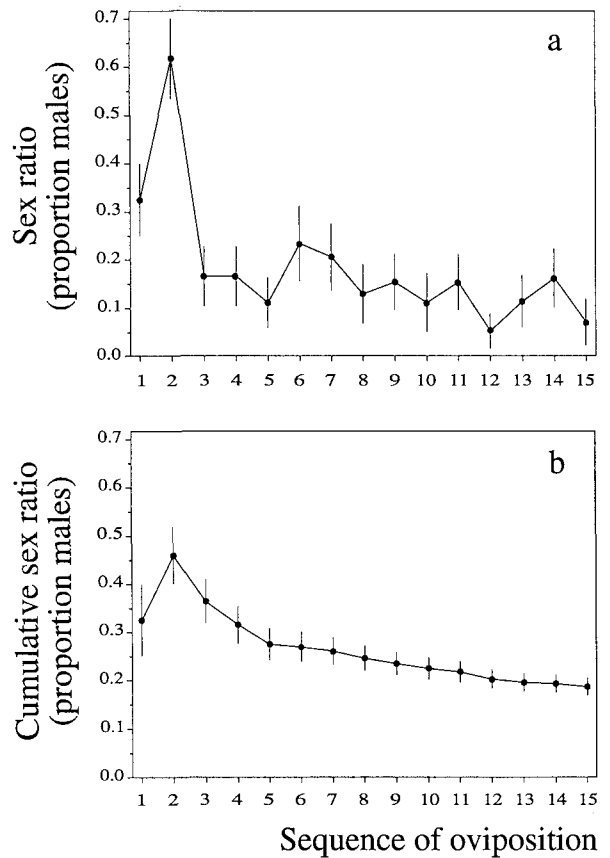 a
Sex ratio
(proportion males)
0.7
0.6
0.5
0.4
0.3
0.2
0.1
0.0
1 2 3 4 5 6 7 8 9 10 11 12 13 14 15
b
Cumulative sex ratio
(proportion males)
0.7
0.6
0.5
0.4
0.3
0.2
0.1
0.0
1 2 3 4 5 6 7 8 9 10 11 12 13 14 15
Sequence of oviposition